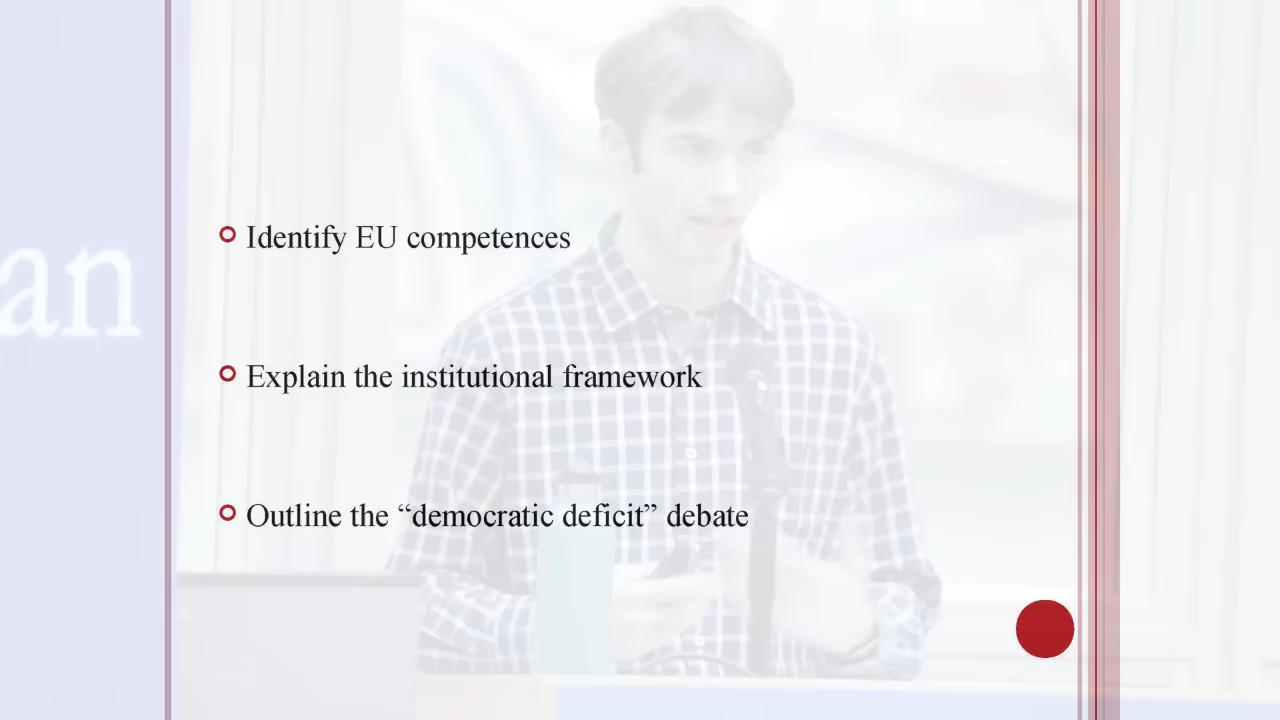 an
Identify EU competences
Explain the institutional framework
Outline the “democratic deficit” debate